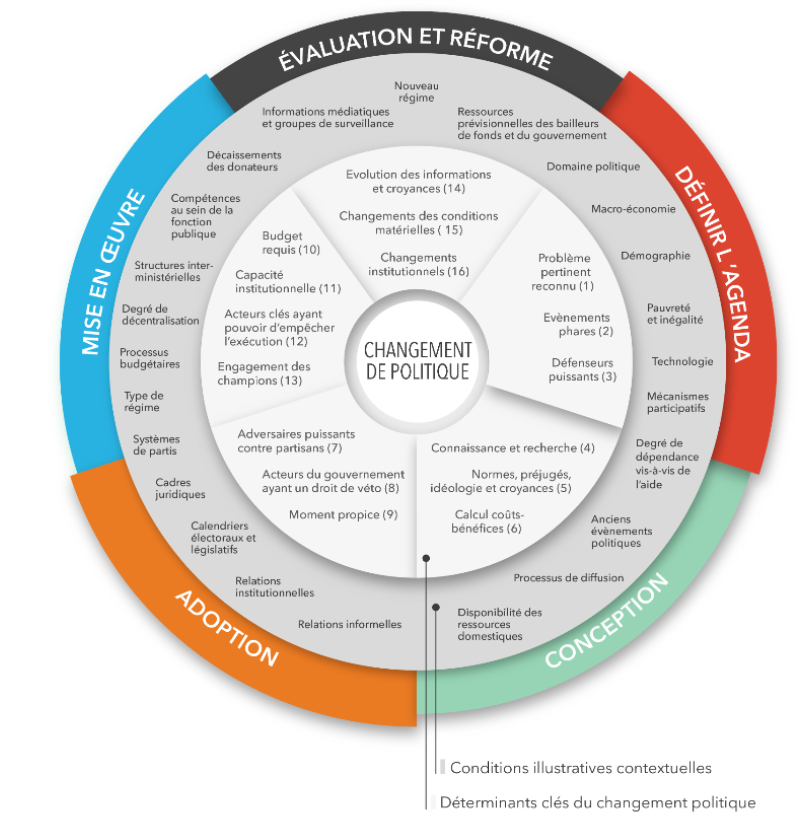 ÉVALUATION ET RÉFORME
DÉFINIR L 'AGENDA
CONCEPTION
ADOPTION
MISE EN ŒUVRE
Nouveau
régime
Ressources
prévisionnelles des bailleurs
de fonds et du gouvernement
Domaine politique
Macro-économie
Démographie
Pauvreté
et inégalité
Technologie
Mécanismes
participatifs
Degré de
dépendance
vis-à-vis de
l'aide
Anciens
évènements
politiques
Processus de diffusion
Disponibilité des
ressources
domestiques
Relations informelles
Relations
institutionnelles
Calendriers
électoraux et
législatifs
Cadres
juridiques
Systèmes
de partis
Type de
régime
Processus
budgétaires
Degré de
décentralisation
Structures inter-
ministérielles
Compétences
au sein de la
fonction
publique
Décaissements
des donateurs
Informations médiatiques
et groupes de surveillance
Evolution des informations
et croyances (14)
Changements des conditions
matérielles ( 15)
Changements
institutionnels (16)
Problème
pertinent
reconnu (1)
Evènements
phares (2)
Défenseurs
puissants (3)
Connaissance et recherche (4)
Normes, préjugés,
idéologie et croyances (5)
Calcul coûts-
bénéfices (6)
Adversaires puissants
contre partisans (7)
Acteurs du gouvernement
ayant un droit de véto (8)
Moment propice (9)
Budget
requis (10)
Capacité
institutionnelle (11)
Acteurs clés ayant
pouvoir d'empêcher
l'exécution (12)
Engagement des
champions (13)
CHANGEMENT
DE POLITIQUE
Conditions illustratives contextuelles
Déterminants clés du changement politique